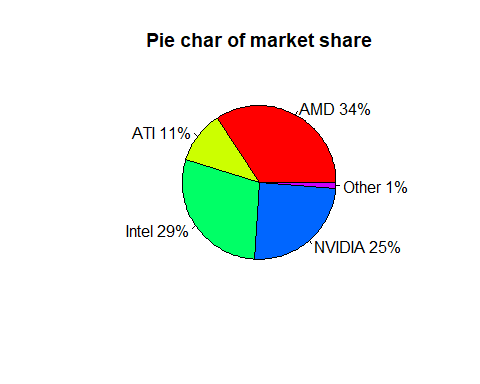 Pie char of market share
AMD 34%
ATI 11%
Other 1%
Intel 29%
NVIDIA 25%